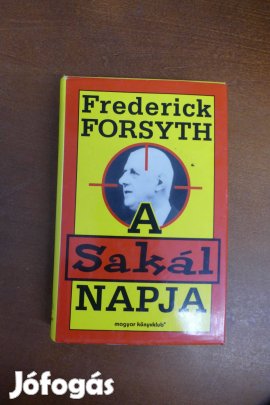 Frederick
FORSYTH
A
Sakál
NAPJA
magyar könyvklub
Jófogás